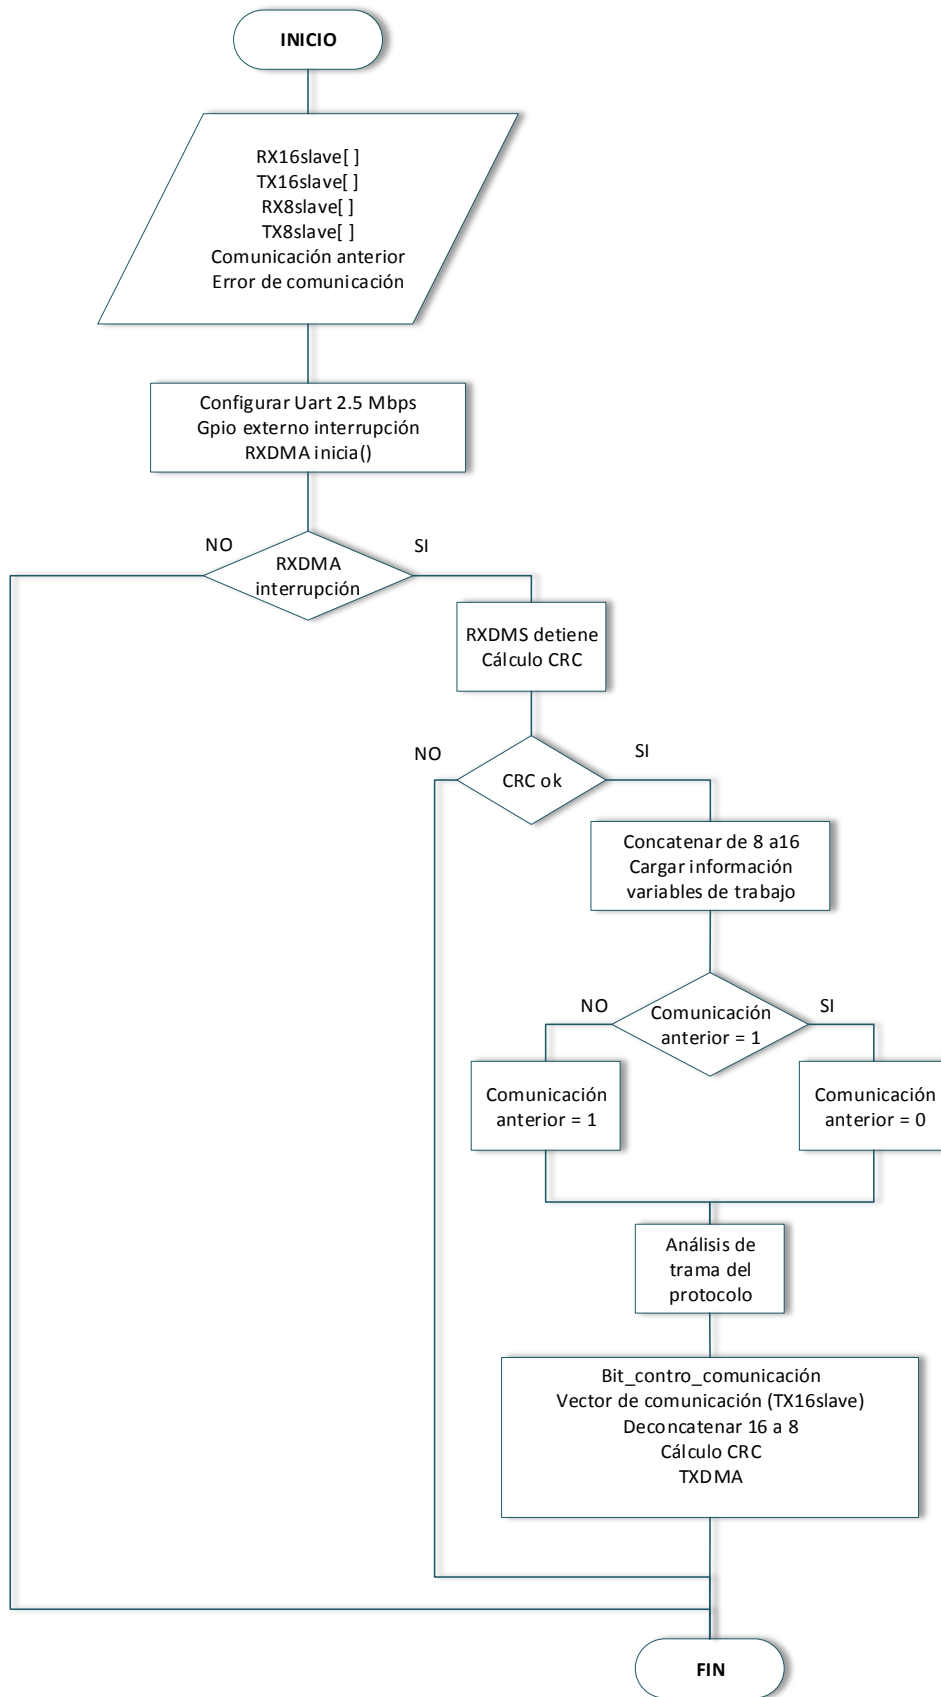 INICIO
RX16slave[ ]
TX16slave[ ]
RX8slave[ ]
TX8slave[ ]
Comunicación anterior
Error de comunicación
Configurar Uart 2.5 Mbps
Gpio externo interrupción
RXDMA inicia()
NO
SI
RXDMA
interrupción
RXDMS detiene
Cálculo CRC
NO
SI
CRC ok
Concatenar de 8 a16
Cargar información
variables de trabajo
NO
SI
Comunicación
anterior = 1
Comunicación
anterior = 1
Comunicación
anterior = 0
Análisis de
trama del
protocolo
Bit_contro_comunicación
Vector de comunicación (TX16slave)
Deconcatenar 16 a 8
Cálculo CRC
TXDMA
FIN